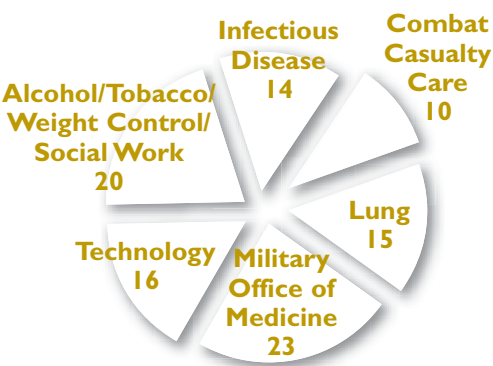 Infectious
Disease
14
Combat
Casualty
Care
10
Alcohol/Tobacco/
Weight Control/
Social Work
20
Lung
15
Technology
16
Military
Office of
Medicine
23